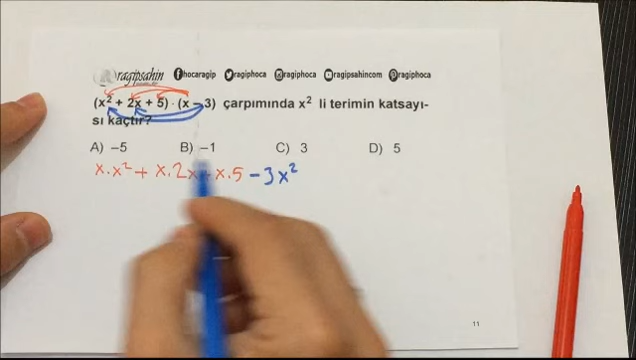 ragipsahin hocaragip ragiphoca ragiphoca ragipsahincom ragiphoca
(x² + 2x + 5) · (x – 3) çarpımında x² li terimin katsayı-
sı kaçtır?
A) –5 B) –1 C) 3 D) 5
x.x² + x.2x + x.5 – 3x²
11